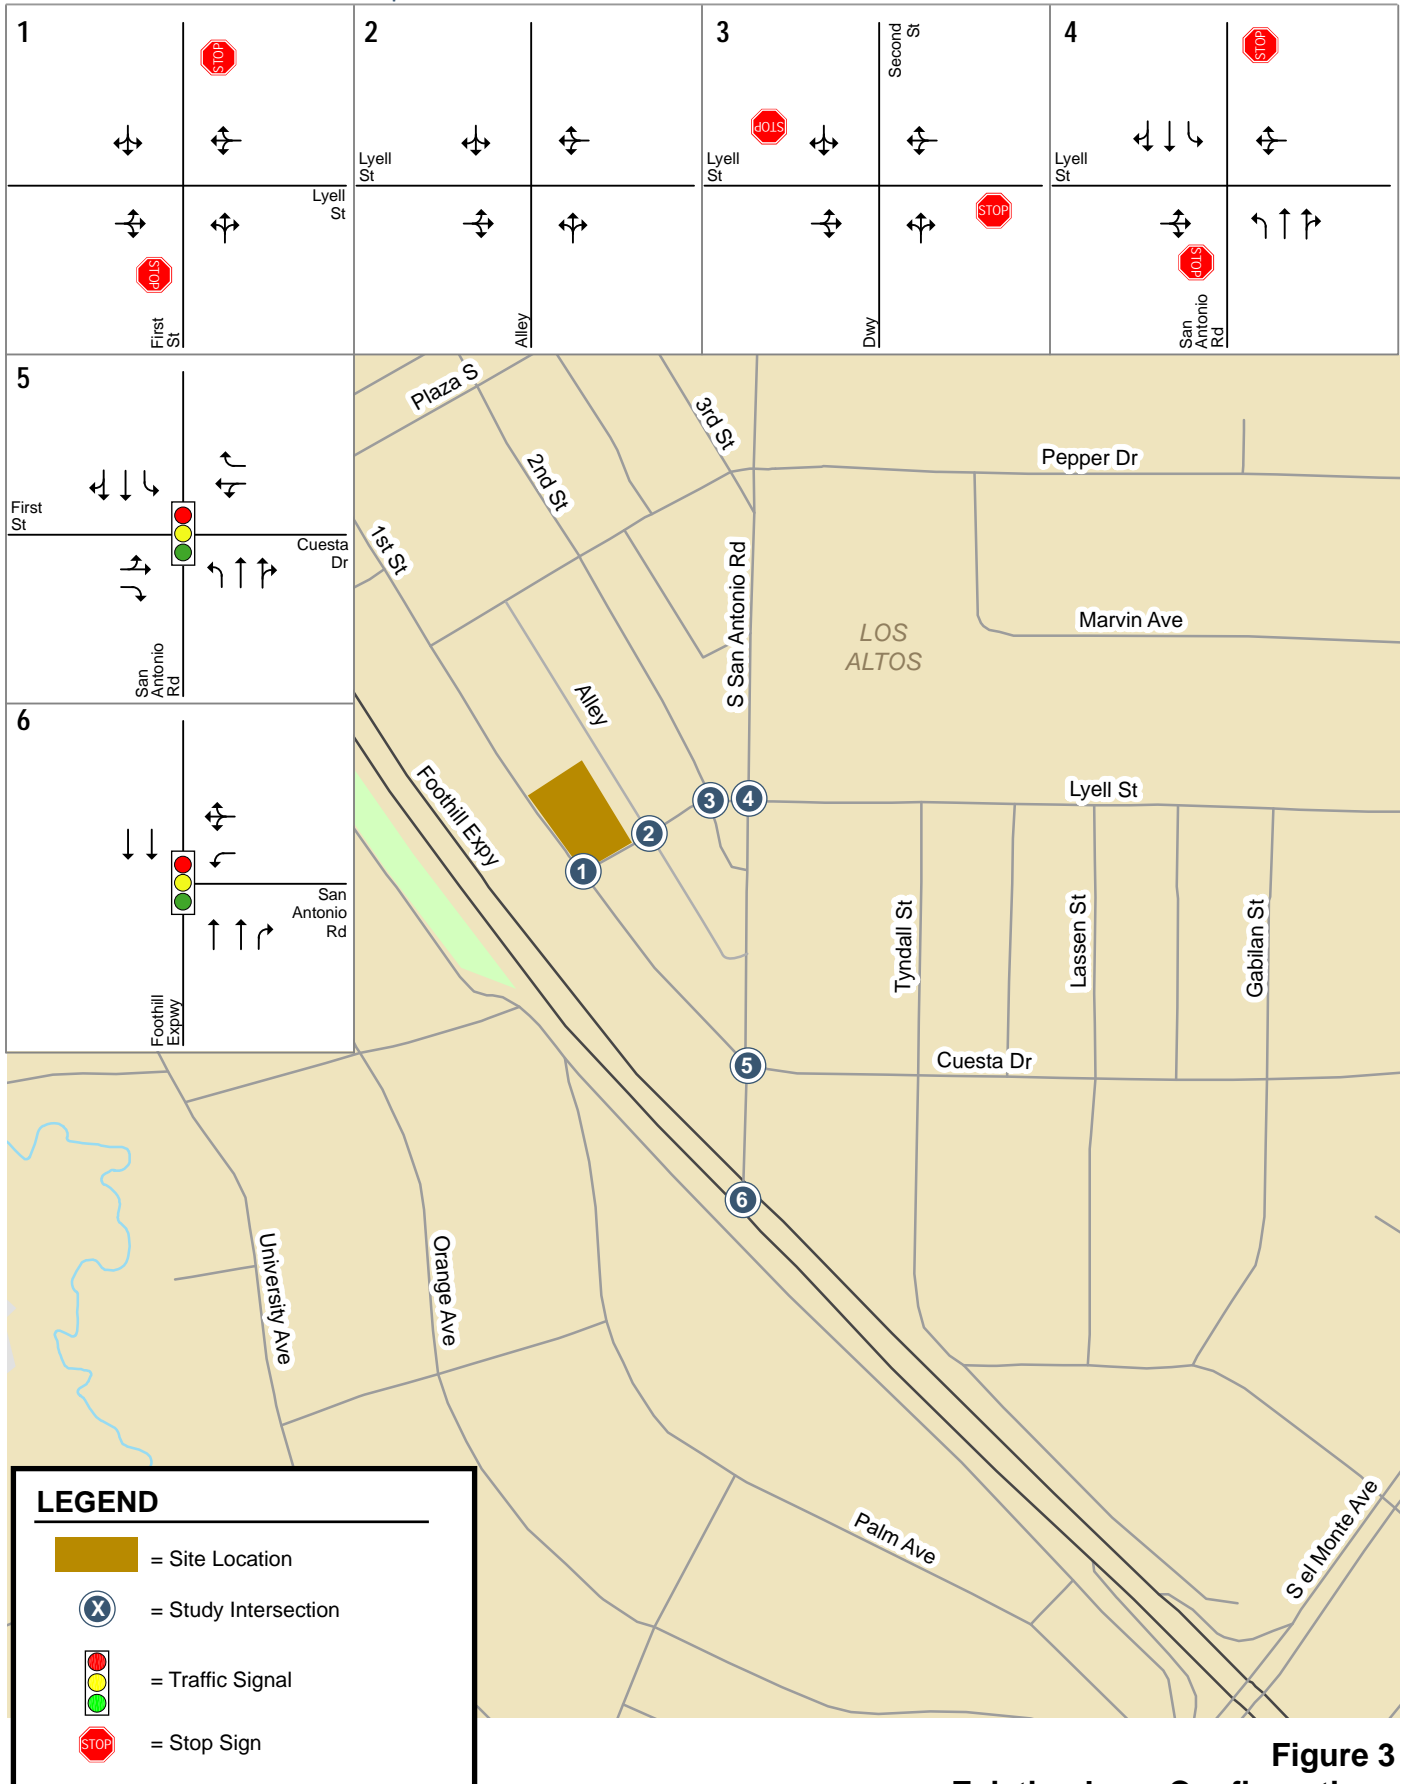 1
STOP
Lyell
St
STOP
First
St
2
Lyell
St
Alley
3
Second
St
STOP
Lyell
St
STOP
Dwy
4
STOP
Lyell
St
STOP
San
Antonio
Rd
5
First
St
Cuesta
Dr
San
Antonio
Rd
6
San
Antonio
Rd
Foothill
Expwy
Plaza S
3rd St
2nd St
1st St
Pepper Dr
S San Antonio Rd
LOS
ALTOS
Marvin Ave
Alley
Foothill Expy
Lyell St
1
2
3
4
Tyndall St
Lassen St
Gabilan St
5
Cuesta Dr
6
University Ave
Orange Ave
Palm Ave
S el Monte Ave
LEGEND
= Site Location
X = Study Intersection
= Traffic Signal
STOP = Stop Sign
Figure 3